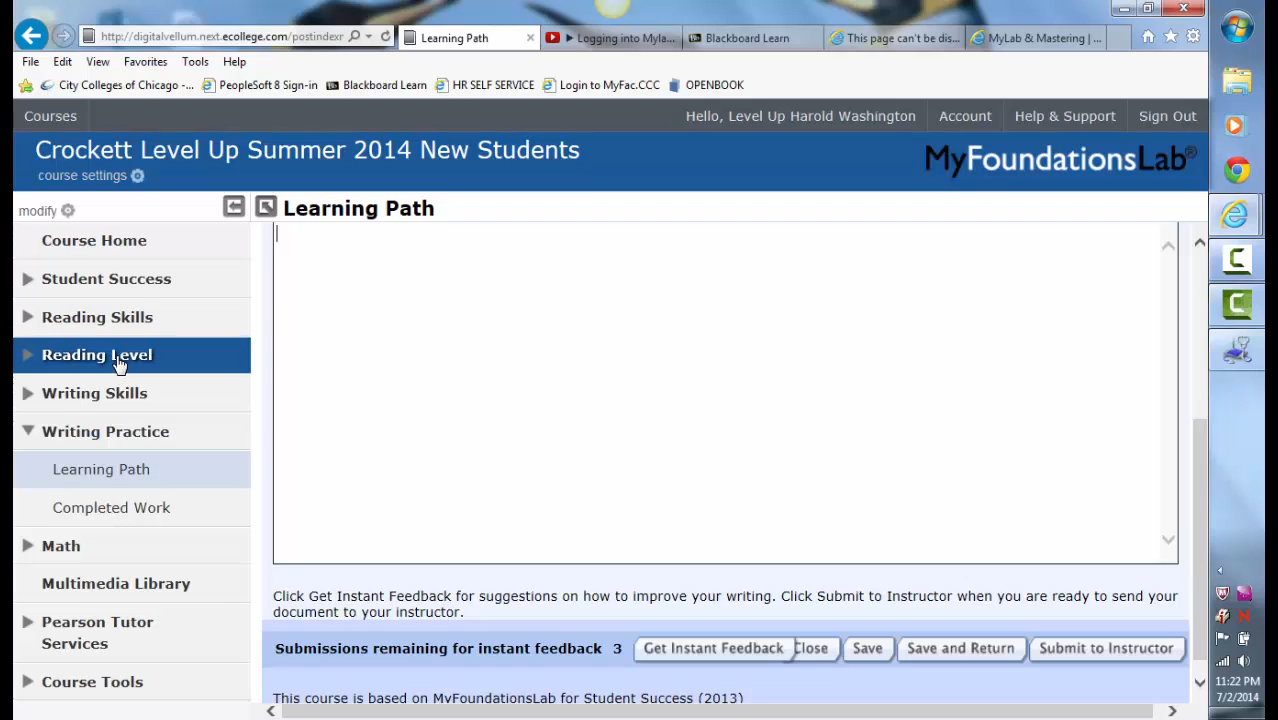 http://digitalvellum.next.ecollege.com/postindexr
Learning Path
Logging into Myla...
Blackboard Learn
This page can't be dis...
MyLab & Mastering | ...
File Edit View Favorites Tools Help
City Colleges of Chicago -...
PeopleSoft 8 Sign-in
Blackboard Learn
HR SELF SERVICE
Login to MyFac.CCC
OPENBOOK
Courses
Hello, Level Up Harold Washington
Account
Help & Support
Sign Out
Crockett Level Up Summer 2014 New Students
course settings
MyFoundationsLab®
modify
Learning Path
Course Home
Student Success
Reading Skills
Reading Level
Writing Skills
Writing Practice
Learning Path
Completed Work
Math
Multimedia Library
Pearson Tutor
Services
Course Tools
Click Get Instant Feedback for suggestions on how to improve your writing. Click Submit to Instructor when you are ready to send your
document to your instructor.
Submissions remaining for instant feedback 3
Get Instant Feedback
Close
Save
Save and Return
Submit to Instructor
This course is based on MyFoundationsLab for Student Success (2013)
11:22 PM
7/2/2014